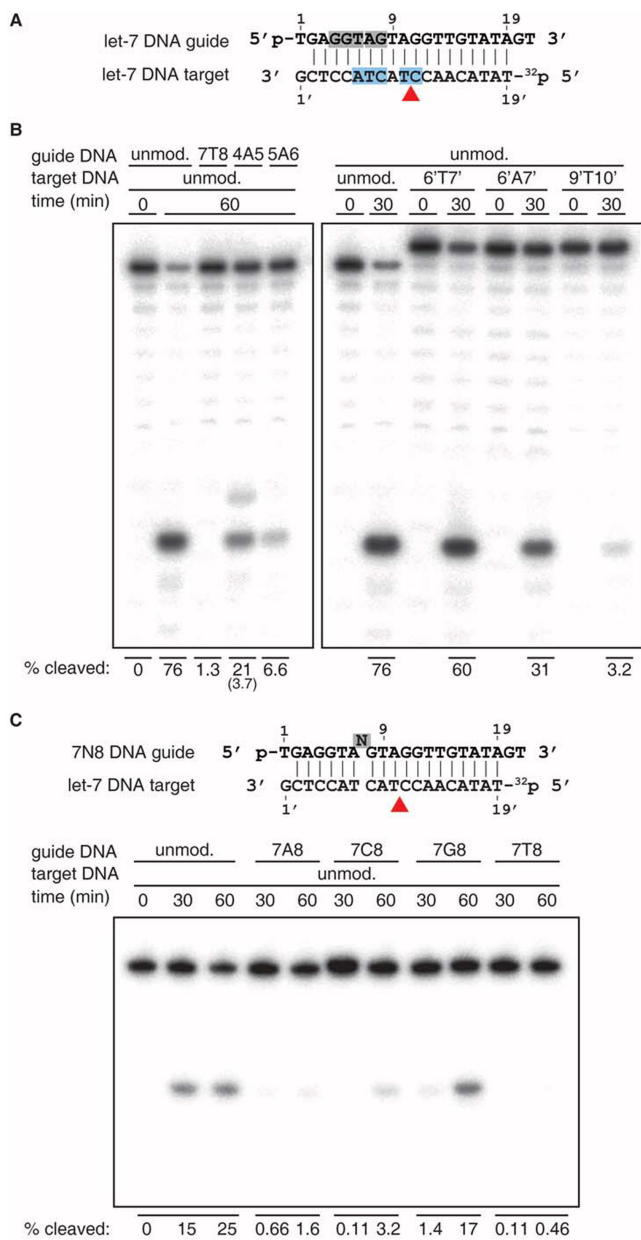 A
1 9 19
let-7 DNA guide 5' p-TGAGGTAGTAGGTTGTATAGT 3'
let-7 DNA target 3' GCTCCATCATCCAACATAT-32p 5'
1' 19'
B
guide DNA unmod. 7T8 4A5 5A6 unmod.
target DNA unmod. unmod. 6'T7' 6'A7' 9'T10'
time (min) 0 60 0 30 0 30 0 30 0 30
% cleaved: 0 76 1.3 21 6.6 76 60 31 3.2
(3.7)
C
1 N 9 19
7N8 DNA guide 5' p-TGAGGTA GTAGGTTGTATAGT 3'
let-7 DNA target 3' GCTCCAT CATCCAACATAT-32p 5'
1' 19'
guide DNA unmod. 7A8 7C8 7G8 7T8
target DNA unmod.
time (min) 0 30 60 30 60 30 60 30 60 30 60
% cleaved: 0 15 25 0.66 1.6 0.11 3.2 1.4 17 0.11 0.46